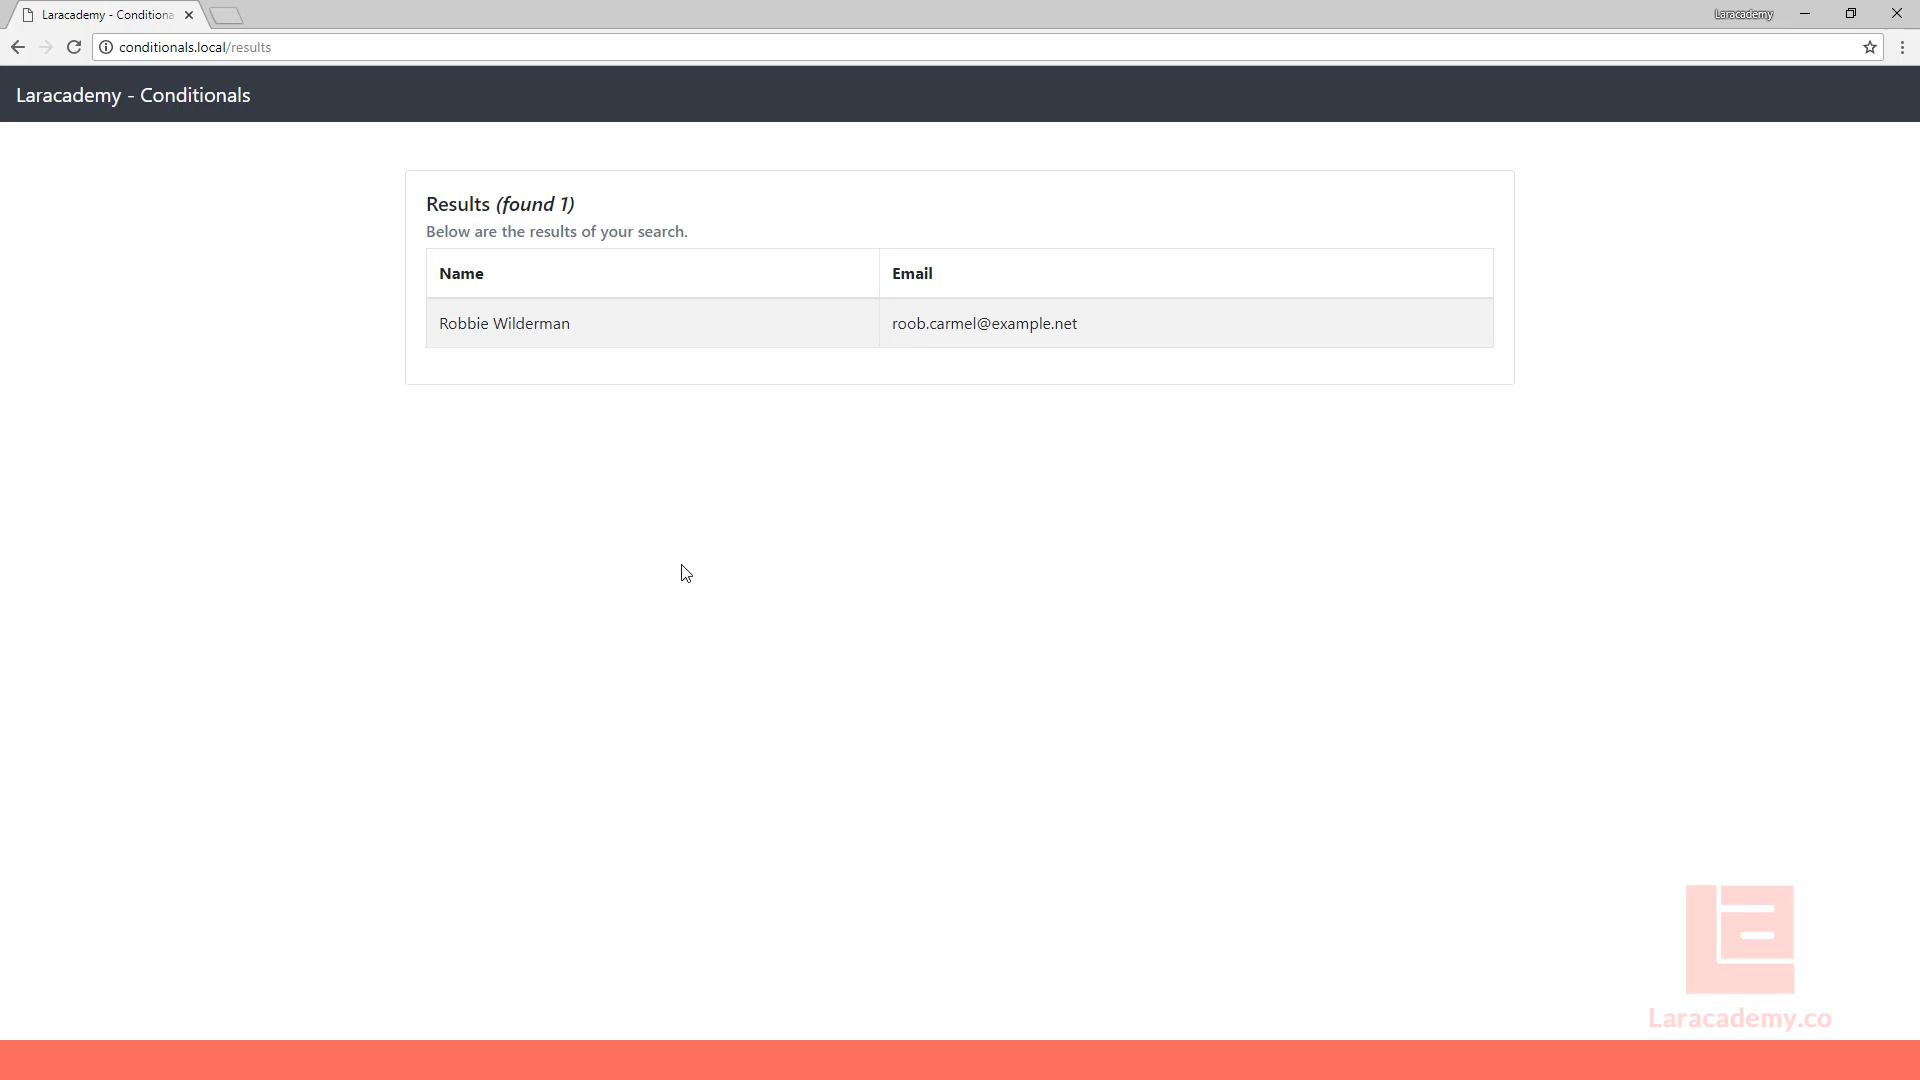 Laracademy - Conditiona
Laracademy
conditionals.local/results
Laracademy - Conditionals
Results (found 1)
Below are the results of your search.
Name Email
Robbie Wilderman roob.carmel@example.net
Laracademy.co